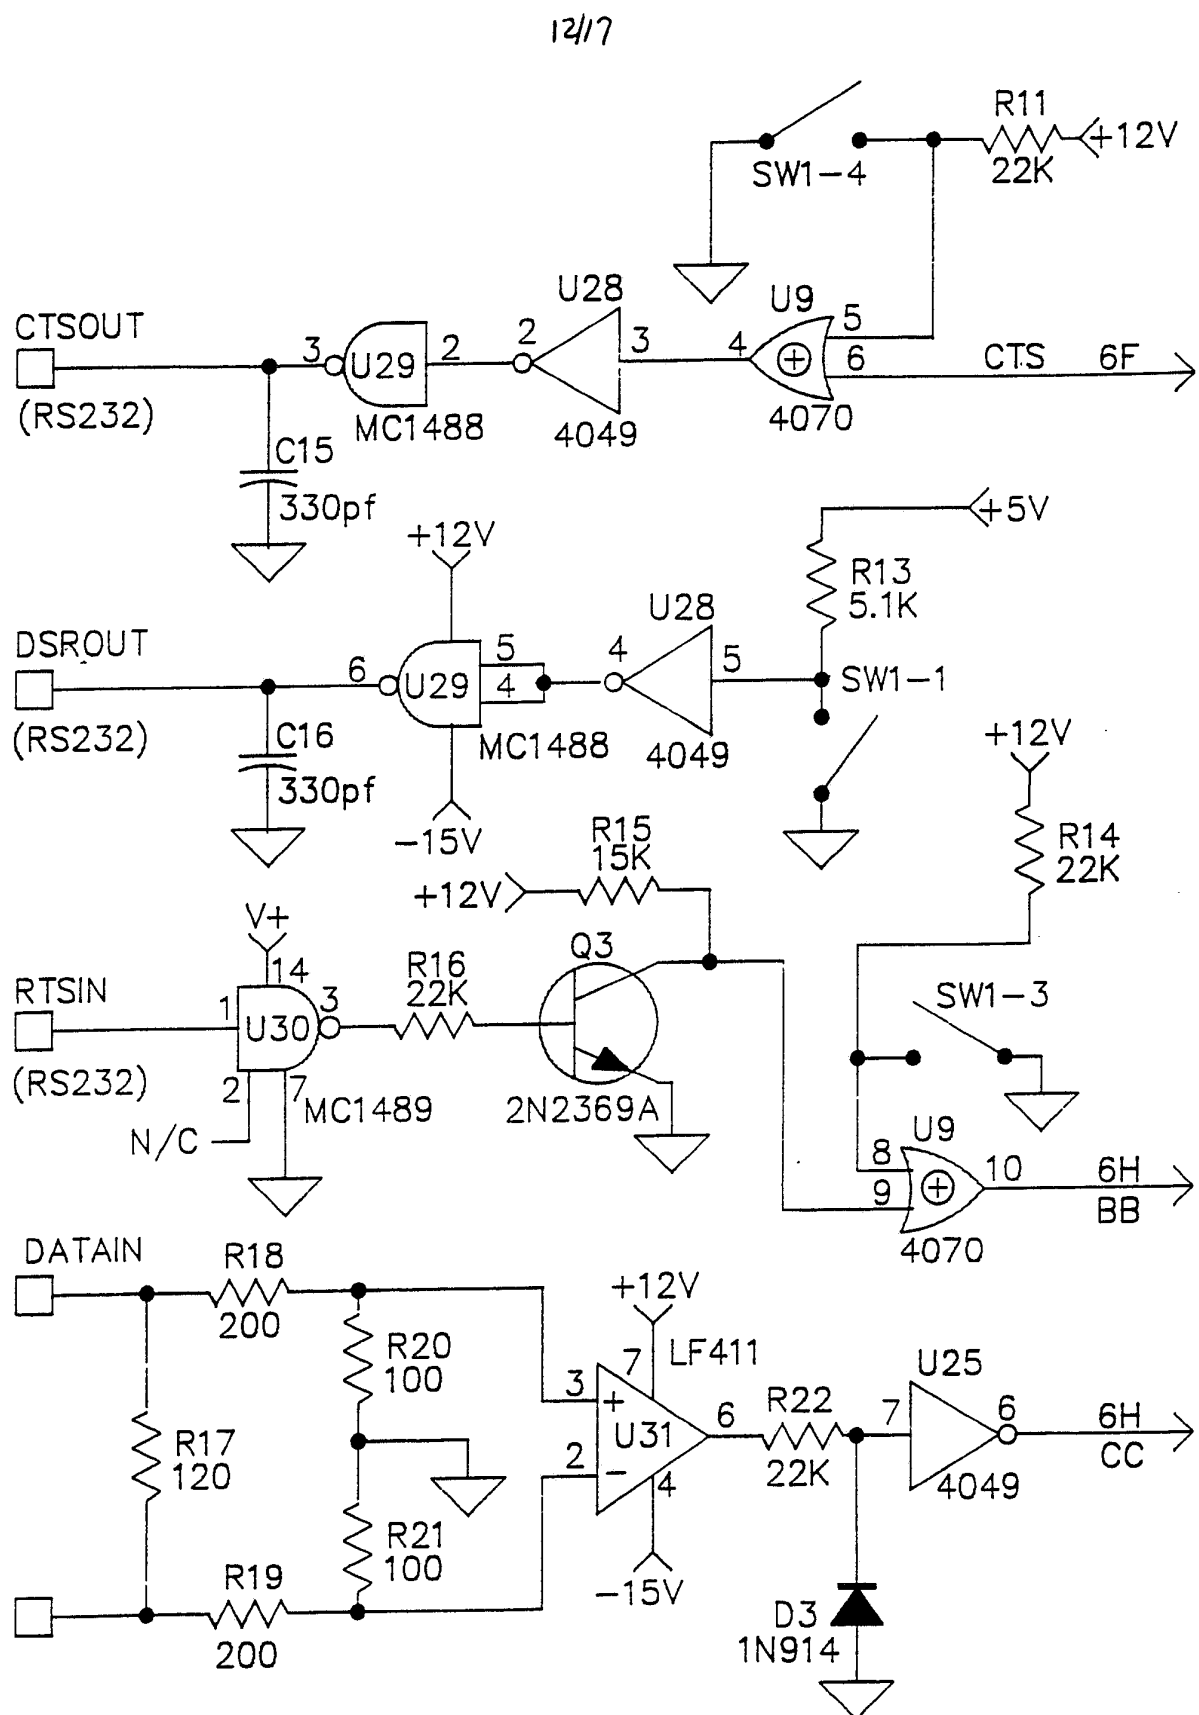 12/17
R11
+12V
SW1-4
22K
U28
U9
CTSOUT
3
U29
2
2
3
4
5
6
CTS
6F
(RS232)
MC1488
4049
4070
C15
330pf
+12V
+5V
R13
5.1K
U28
DSROUT
6
U29
5
4
4
5
SW1-1
(RS232)
C16
MC1488
4049
+12V
330pf
-15V
R15
15K
R14
22K
+12V
V+
14
Q3
RTSIN
1
U30
3
R16
22K
SW1-3
(RS232)
2
7
MC1489
2N2369A
N/C
U9
8
9
10
6H
BB
4070
DATAIN
R18
200
+12V
R20
100
7
LF411
U25
3
+
U31
6
R22
22K
7
6
6H
CC
R17
120
2
-
4
4049
R21
100
-15V
R19
200
D3
1N914